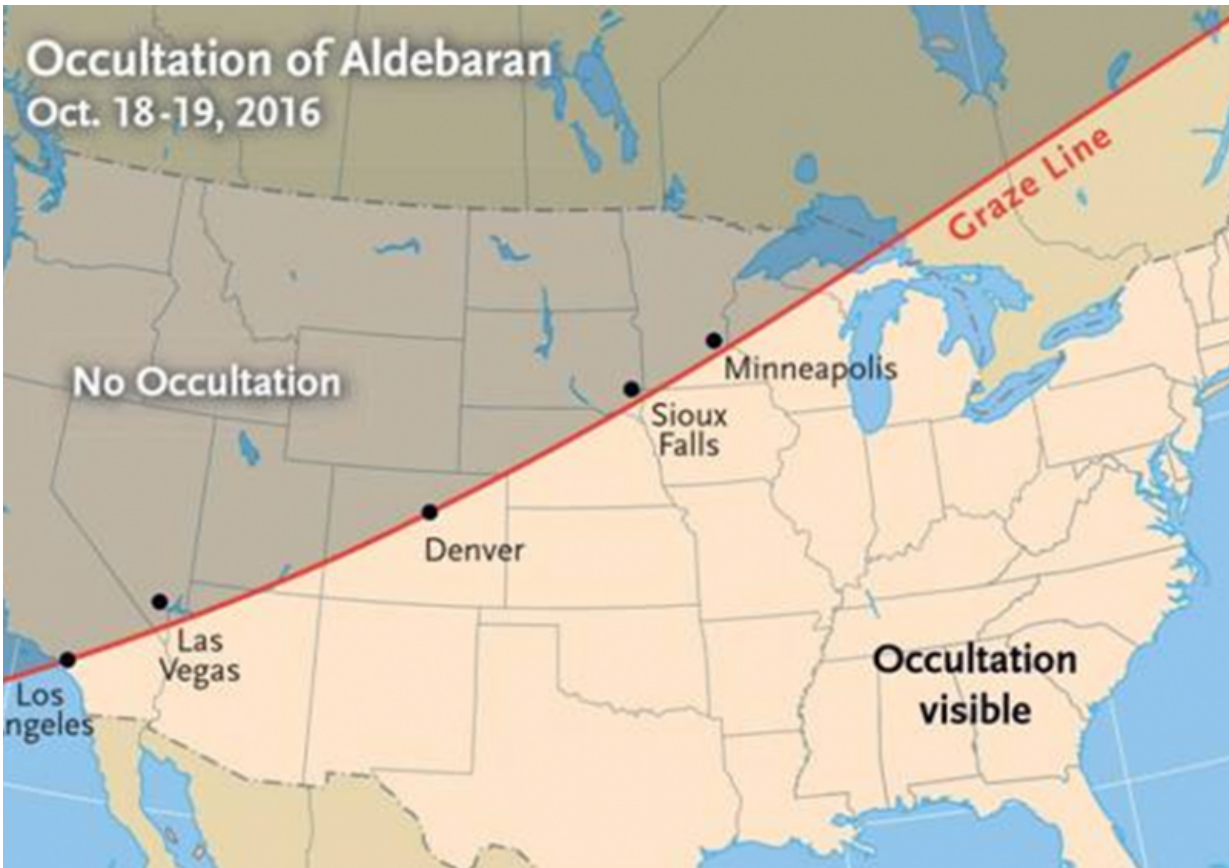 Occultation of Aldebaran
Oct. 18-19, 2016
Graze Line
No Occultation
Minneapolis
Sioux
Falls
Denver
Las
Vegas
Los
ngeles
Occultation
visible